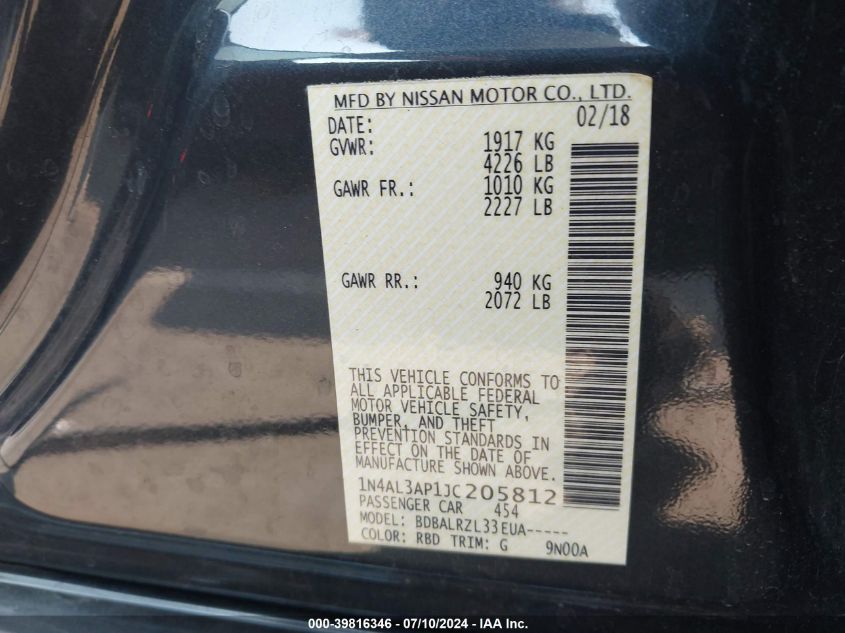 MFD BY NISSAN MOTOR CO., LTD.
DATE: 02/18
GVWR: 1917 KG
4226 LB
GAWR FR.: 1010 KG
2227 LB
GAWR RR.: 940 KG
2072 LB
THIS VEHICLE CONFORMS TO
ALL APPLICABLE FEDERAL
MOTOR VEHICLE SAFETY,
BUMPER, AND THEFT
PREVENTION STANDARDS IN
EFFECT ON THE DATE OF
MANUFACTURE SHOWN ABOVE.
1N4AL3AP1JC205812
PASSENGER CAR 454
MODEL: BDBALRZL33EUA-----
COLOR: RBD TRIM: G 9N00A
000-39816346 - 07/10/2024 - IAA Inc.